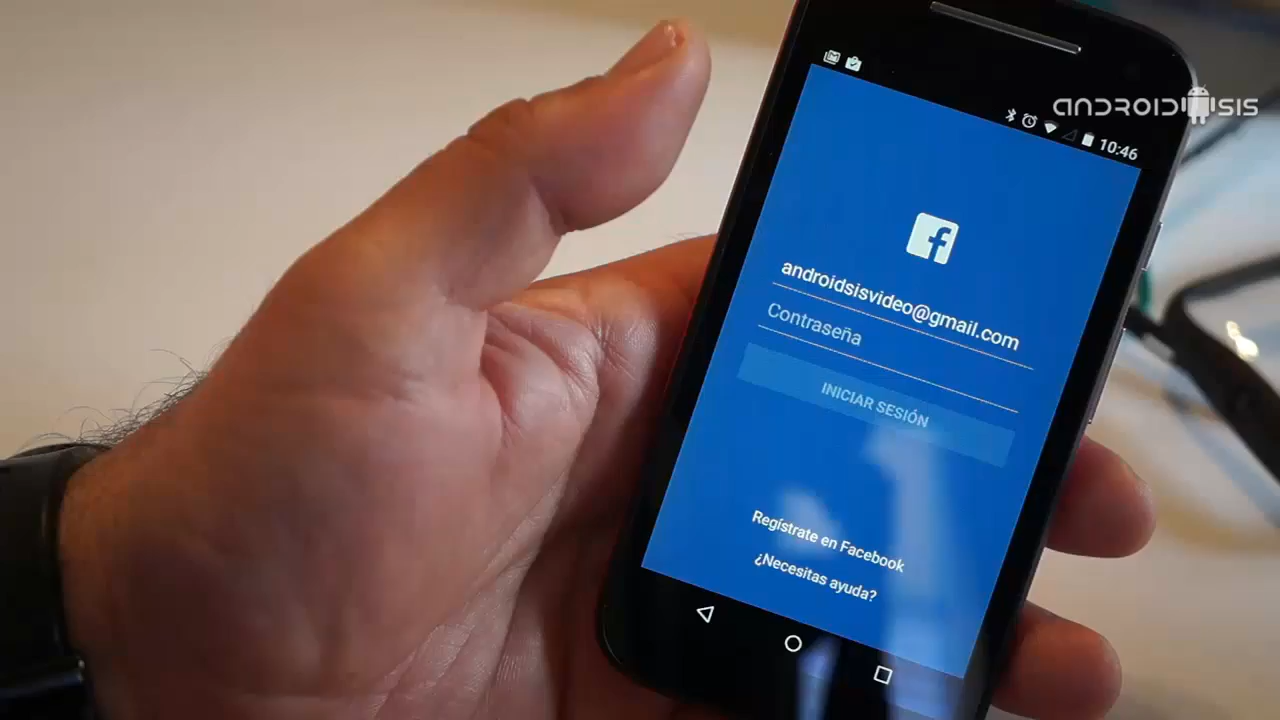 ANDROIDSIS
10:46
androidsisvideo@gmail.com
Contraseña
INICIAR SESIÓN
Regístrate en Facebook
¿Necesitas ayuda?